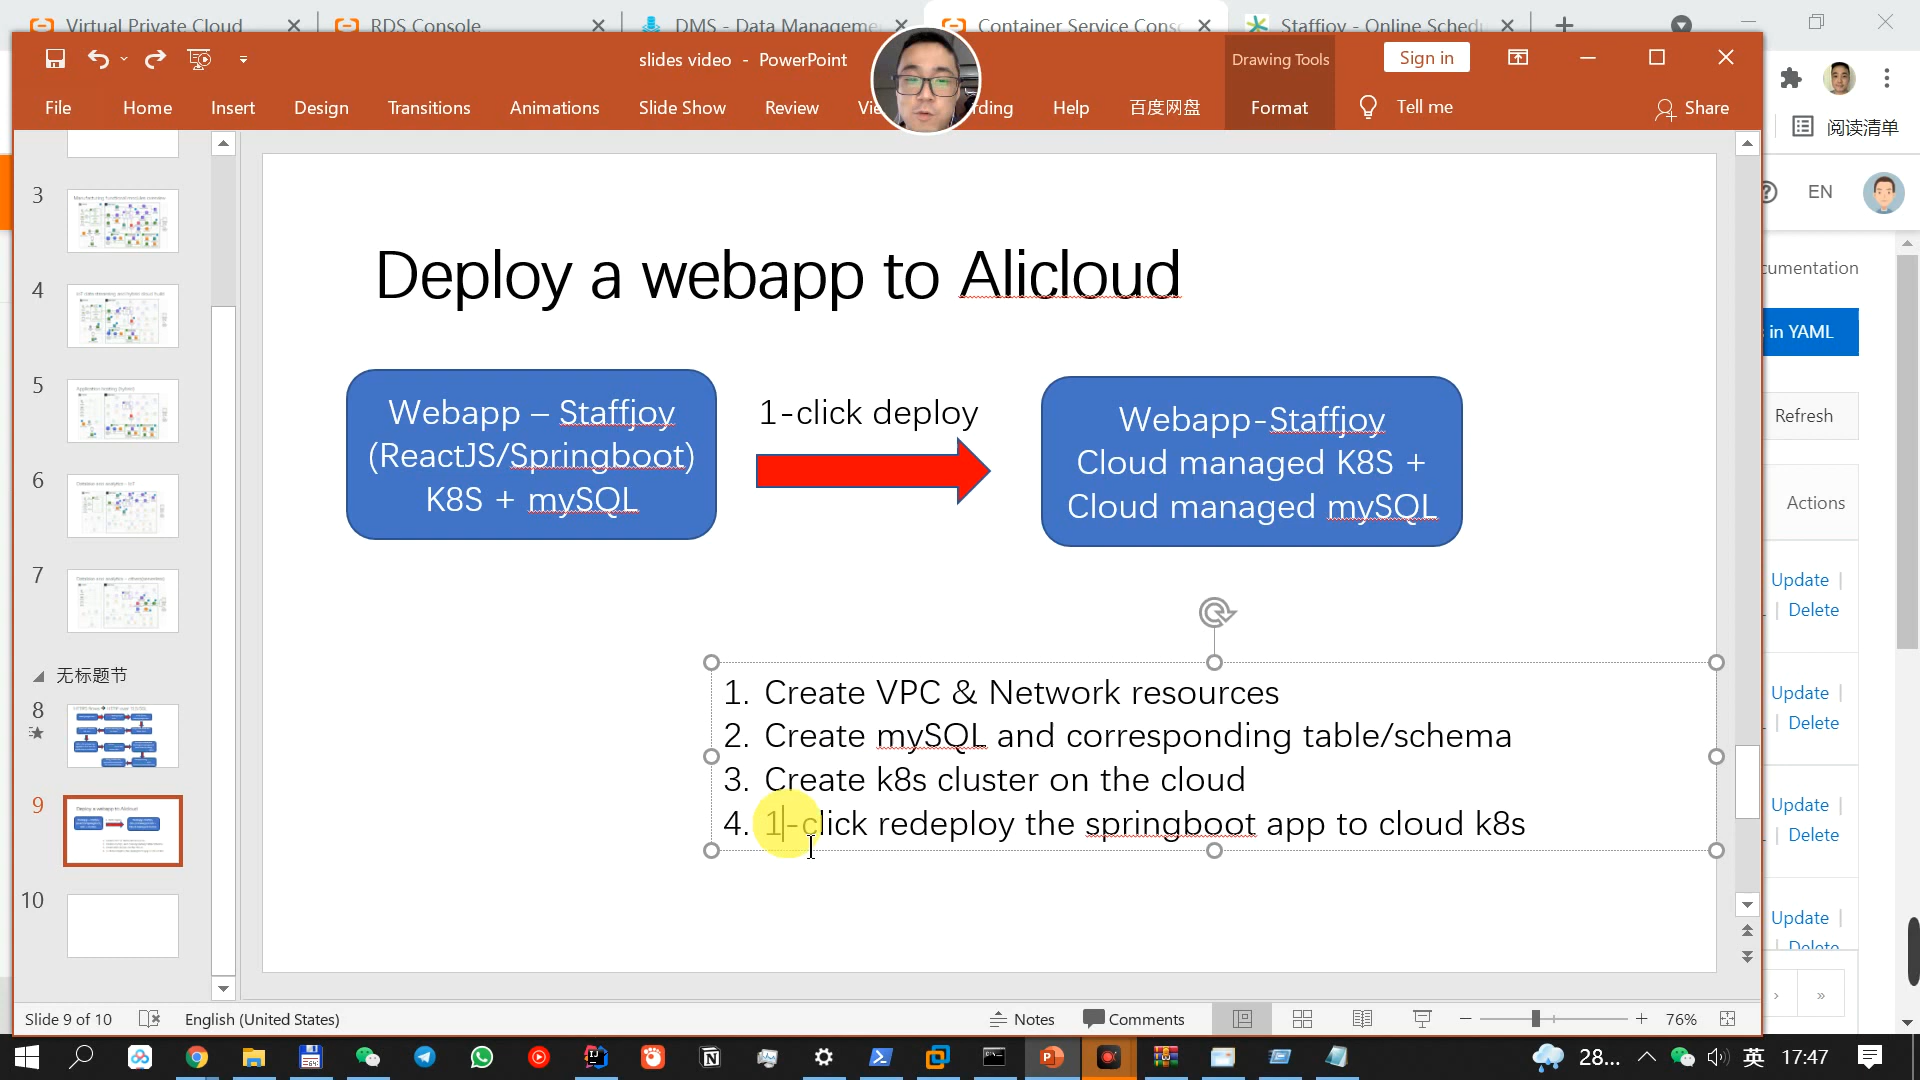 Virtual Private Cloud
RDS Console
DMS - Data Manageme
Container Service Conso
Staffjoy - Online Schedu
slides video - PowerPoint
Drawing Tools
Sign in
File
Home
Insert
Design
Transitions
Animations
Slide Show
Review
Help
百度网盘
Format
Tell me
Share
阅读清单
EN
cumentation
in YAML
Refresh
Actions
Update |
| Delete
Update |
| Delete
Update |
| Delete
Update |
| Delete
› »
3
4
5
6
7
无标题节
8
9
10
Deploy a webapp to Alicloud
Webapp – Staffjoy
(ReactJS/Springboot)
K8S + mySQL
1-click deploy
Webapp-Staffjoy
Cloud managed K8S +
Cloud managed mySQL
1. Create VPC & Network resources
2. Create mySQL and corresponding table/schema
3. Create k8s cluster on the cloud
4. 1-click redeploy the springboot app to cloud k8s
Slide 9 of 10
English (United States)
Notes
Comments
76%
28...
英
17:47